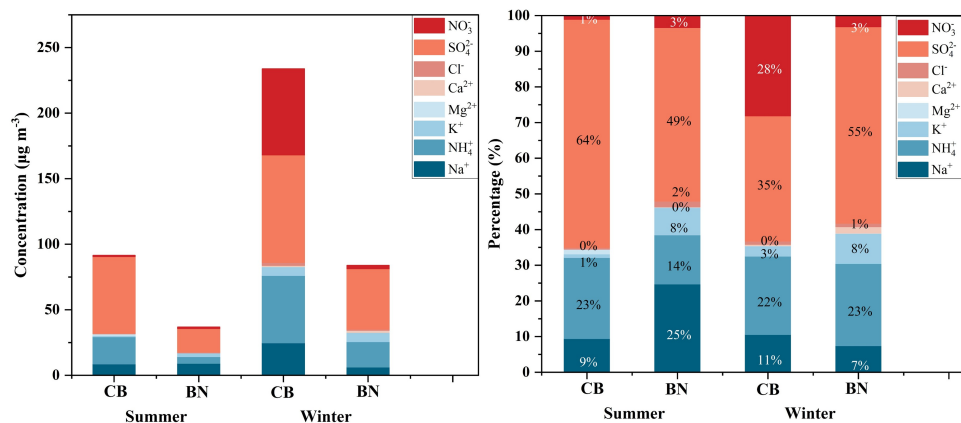 Concentration (µg m⁻³)
250
200
150
100
50
0
NO₃⁻
SO₄²⁻
Cl⁻
Ca²⁺
Mg²⁺
K⁺
NH₄⁺
Na⁺
CB
BN
CB
BN
Summer
Winter
Percentage (%)
100
90
80
70
60
50
40
30
20
10
0
1%
64%
0%
1%
23%
9%
3%
49%
2%
0%
8%
14%
25%
28%
35%
0%
3%
22%
11%
3%
55%
1%
8%
23%
7%
NO₃⁻
SO₄²⁻
Cl⁻
Ca²⁺
Mg²⁺
K⁺
NH₄⁺
Na⁺
CB
BN
CB
BN
Summer
Winter